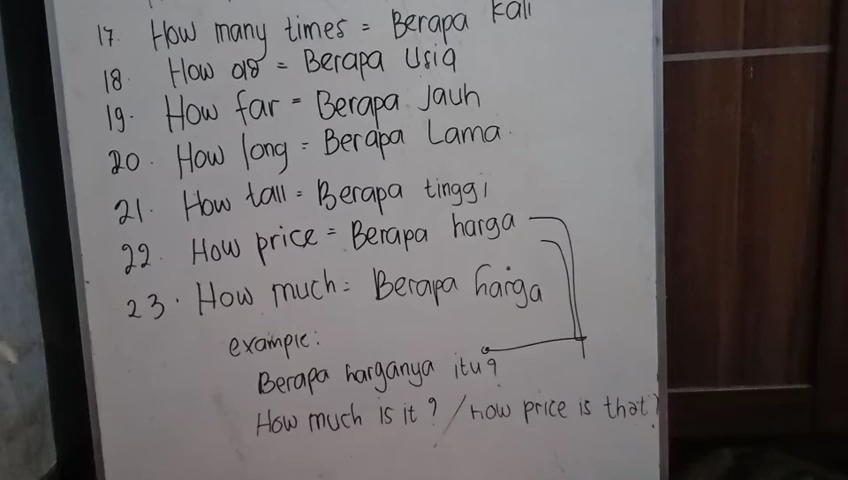 17. How many times = Berapa kali
18. How old = Berapa Usia
19. How far = Berapa Jauh
20. How long = Berapa Lama
21. How tall = Berapa tinggi
22. How price = Berapa harga
23. How much = Berapa harga
example:
Berapa harganya itu?
How much is it? / how price is that?